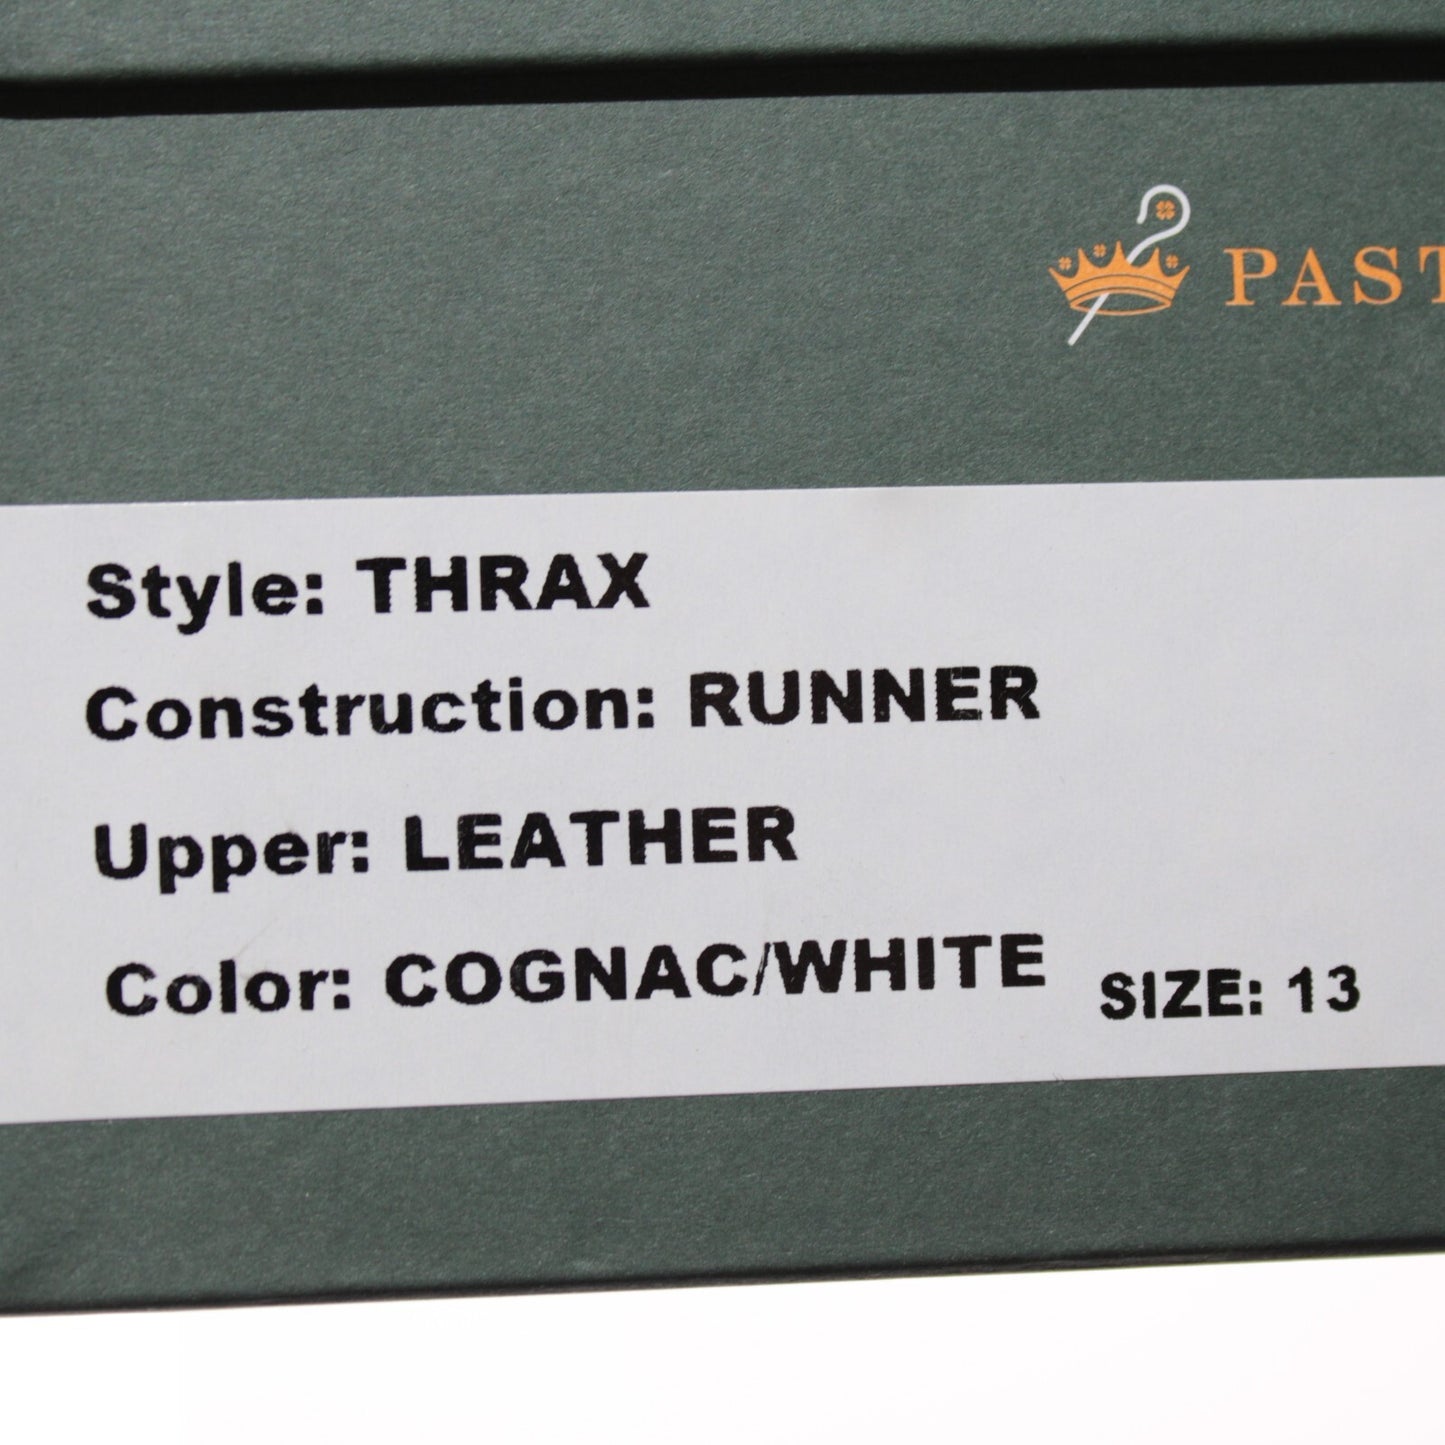 PAST
Style: THRAX
Construction: RUNNER
Upper: LEATHER
Color: COGNAC/WHITE
SIZE: 13